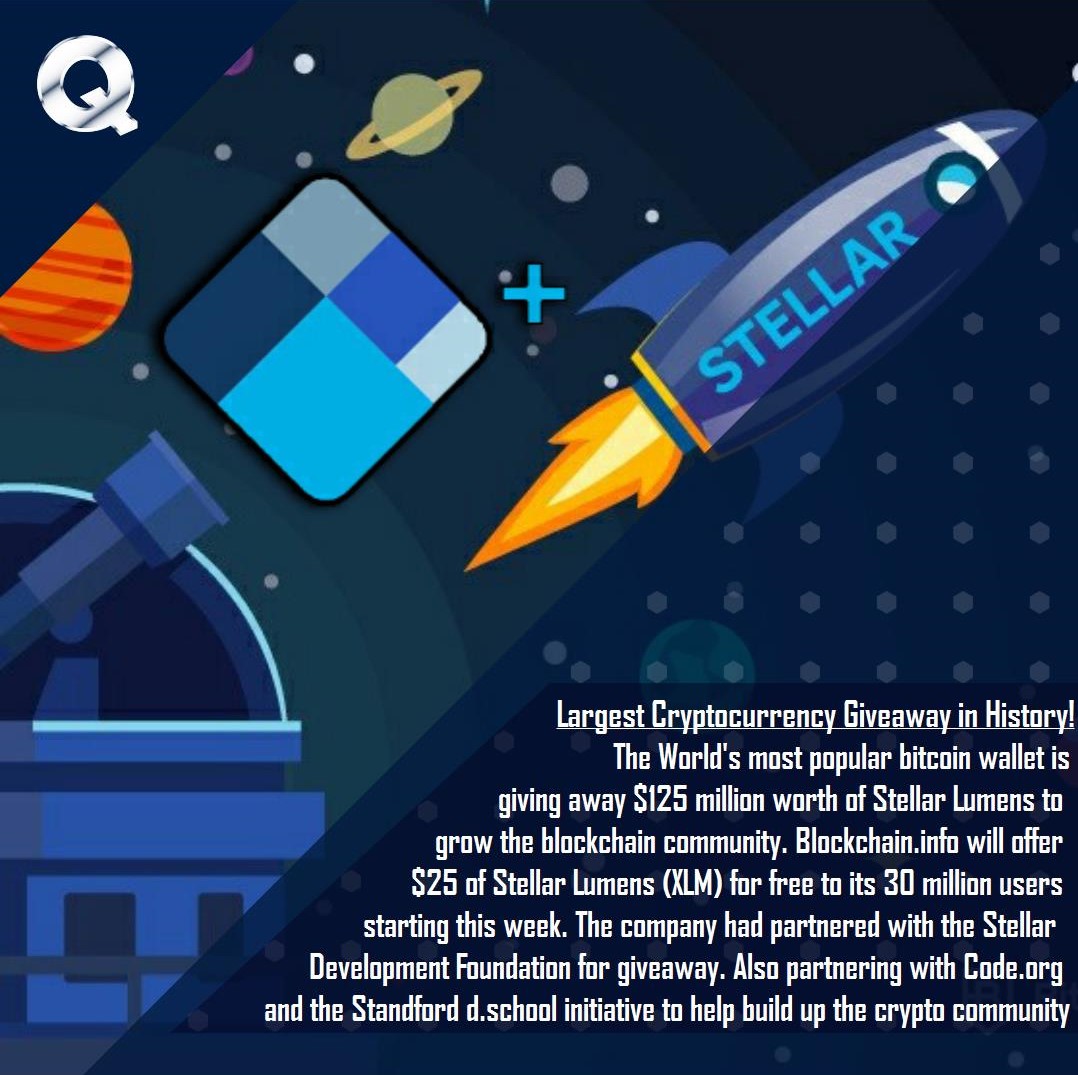 Q
STELLAR
Largest Cryptocurrency Giveaway in History!
The World's most popular bitcoin wallet is
giving away $125 million worth of Stellar Lumens to
grow the blockchain community. Blockchain.info will offer
$25 of Stellar Lumens (XLM) for free to its 30 million users
starting this week. The company had partnered with the Stellar
Development Foundation for giveaway. Also partnering with Code.org
and the Standford d.school initiative to help build up the crypto community